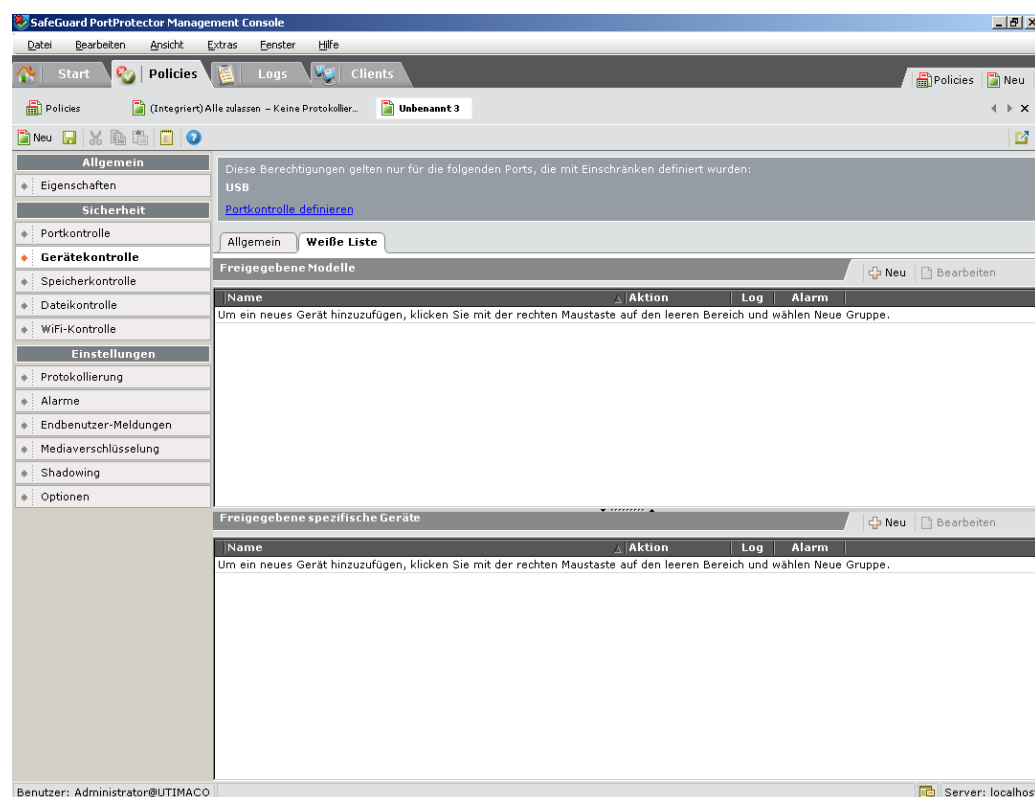 SafeGuard PortProtector Management Console
Datei Bearbeiten Ansicht Extras Fenster Hilfe
Start Policies Logs Clients
Policies Neu
Policies (Integriert) Alle zulassen - Keine Protokollier... Unbenannt 3
Neu
Allgemein
Eigenschaften
Sicherheit
Portkontrolle
Gerätekontrolle
Speicherkontrolle
Dateikontrolle
WiFi-Kontrolle
Einstellungen
Protokollierung
Alarme
Endbenutzer-Meldungen
Mediaverschlüsselung
Shadowing
Optionen
Diese Berechtigungen gelten nur für die folgenden Ports, die mit Einschränken definiert wurden:
USB
Portkontrolle definieren
Allgemein Weiße Liste
Freigegebene Modelle Neu Bearbeiten
Name Aktion Log Alarm
Um ein neues Gerät hinzuzufügen, klicken Sie mit der rechten Maustaste auf den leeren Bereich und wählen Neue Gruppe.
Freigegebene spezifische Geräte Neu Bearbeiten
Name Aktion Log Alarm
Um ein neues Gerät hinzuzufügen, klicken Sie mit der rechten Maustaste auf den leeren Bereich und wählen Neue Gruppe.
Benutzer: Administrator@UTIMACO Server: localhos